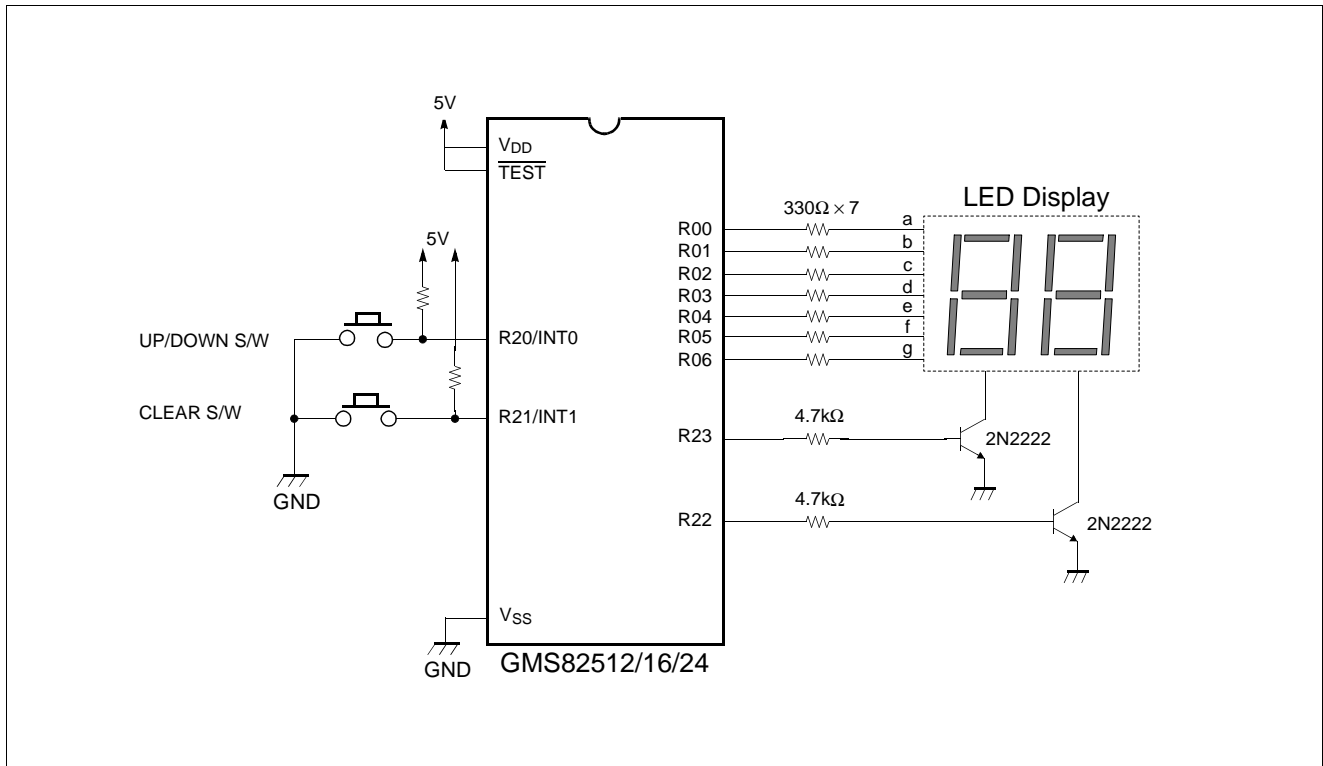 5V
VDD
TEST
LED Display
330Ω × 7
a
R00
b
R01
c
R02
d
R03
e
R04
f
R05
g
R06
5V
UP/DOWN S/W
R20/INT0
CLEAR S/W
R21/INT1
4.7kΩ
R23
2N2222
GND
4.7kΩ
R22
2N2222
VSS
GND
GMS82512/16/24